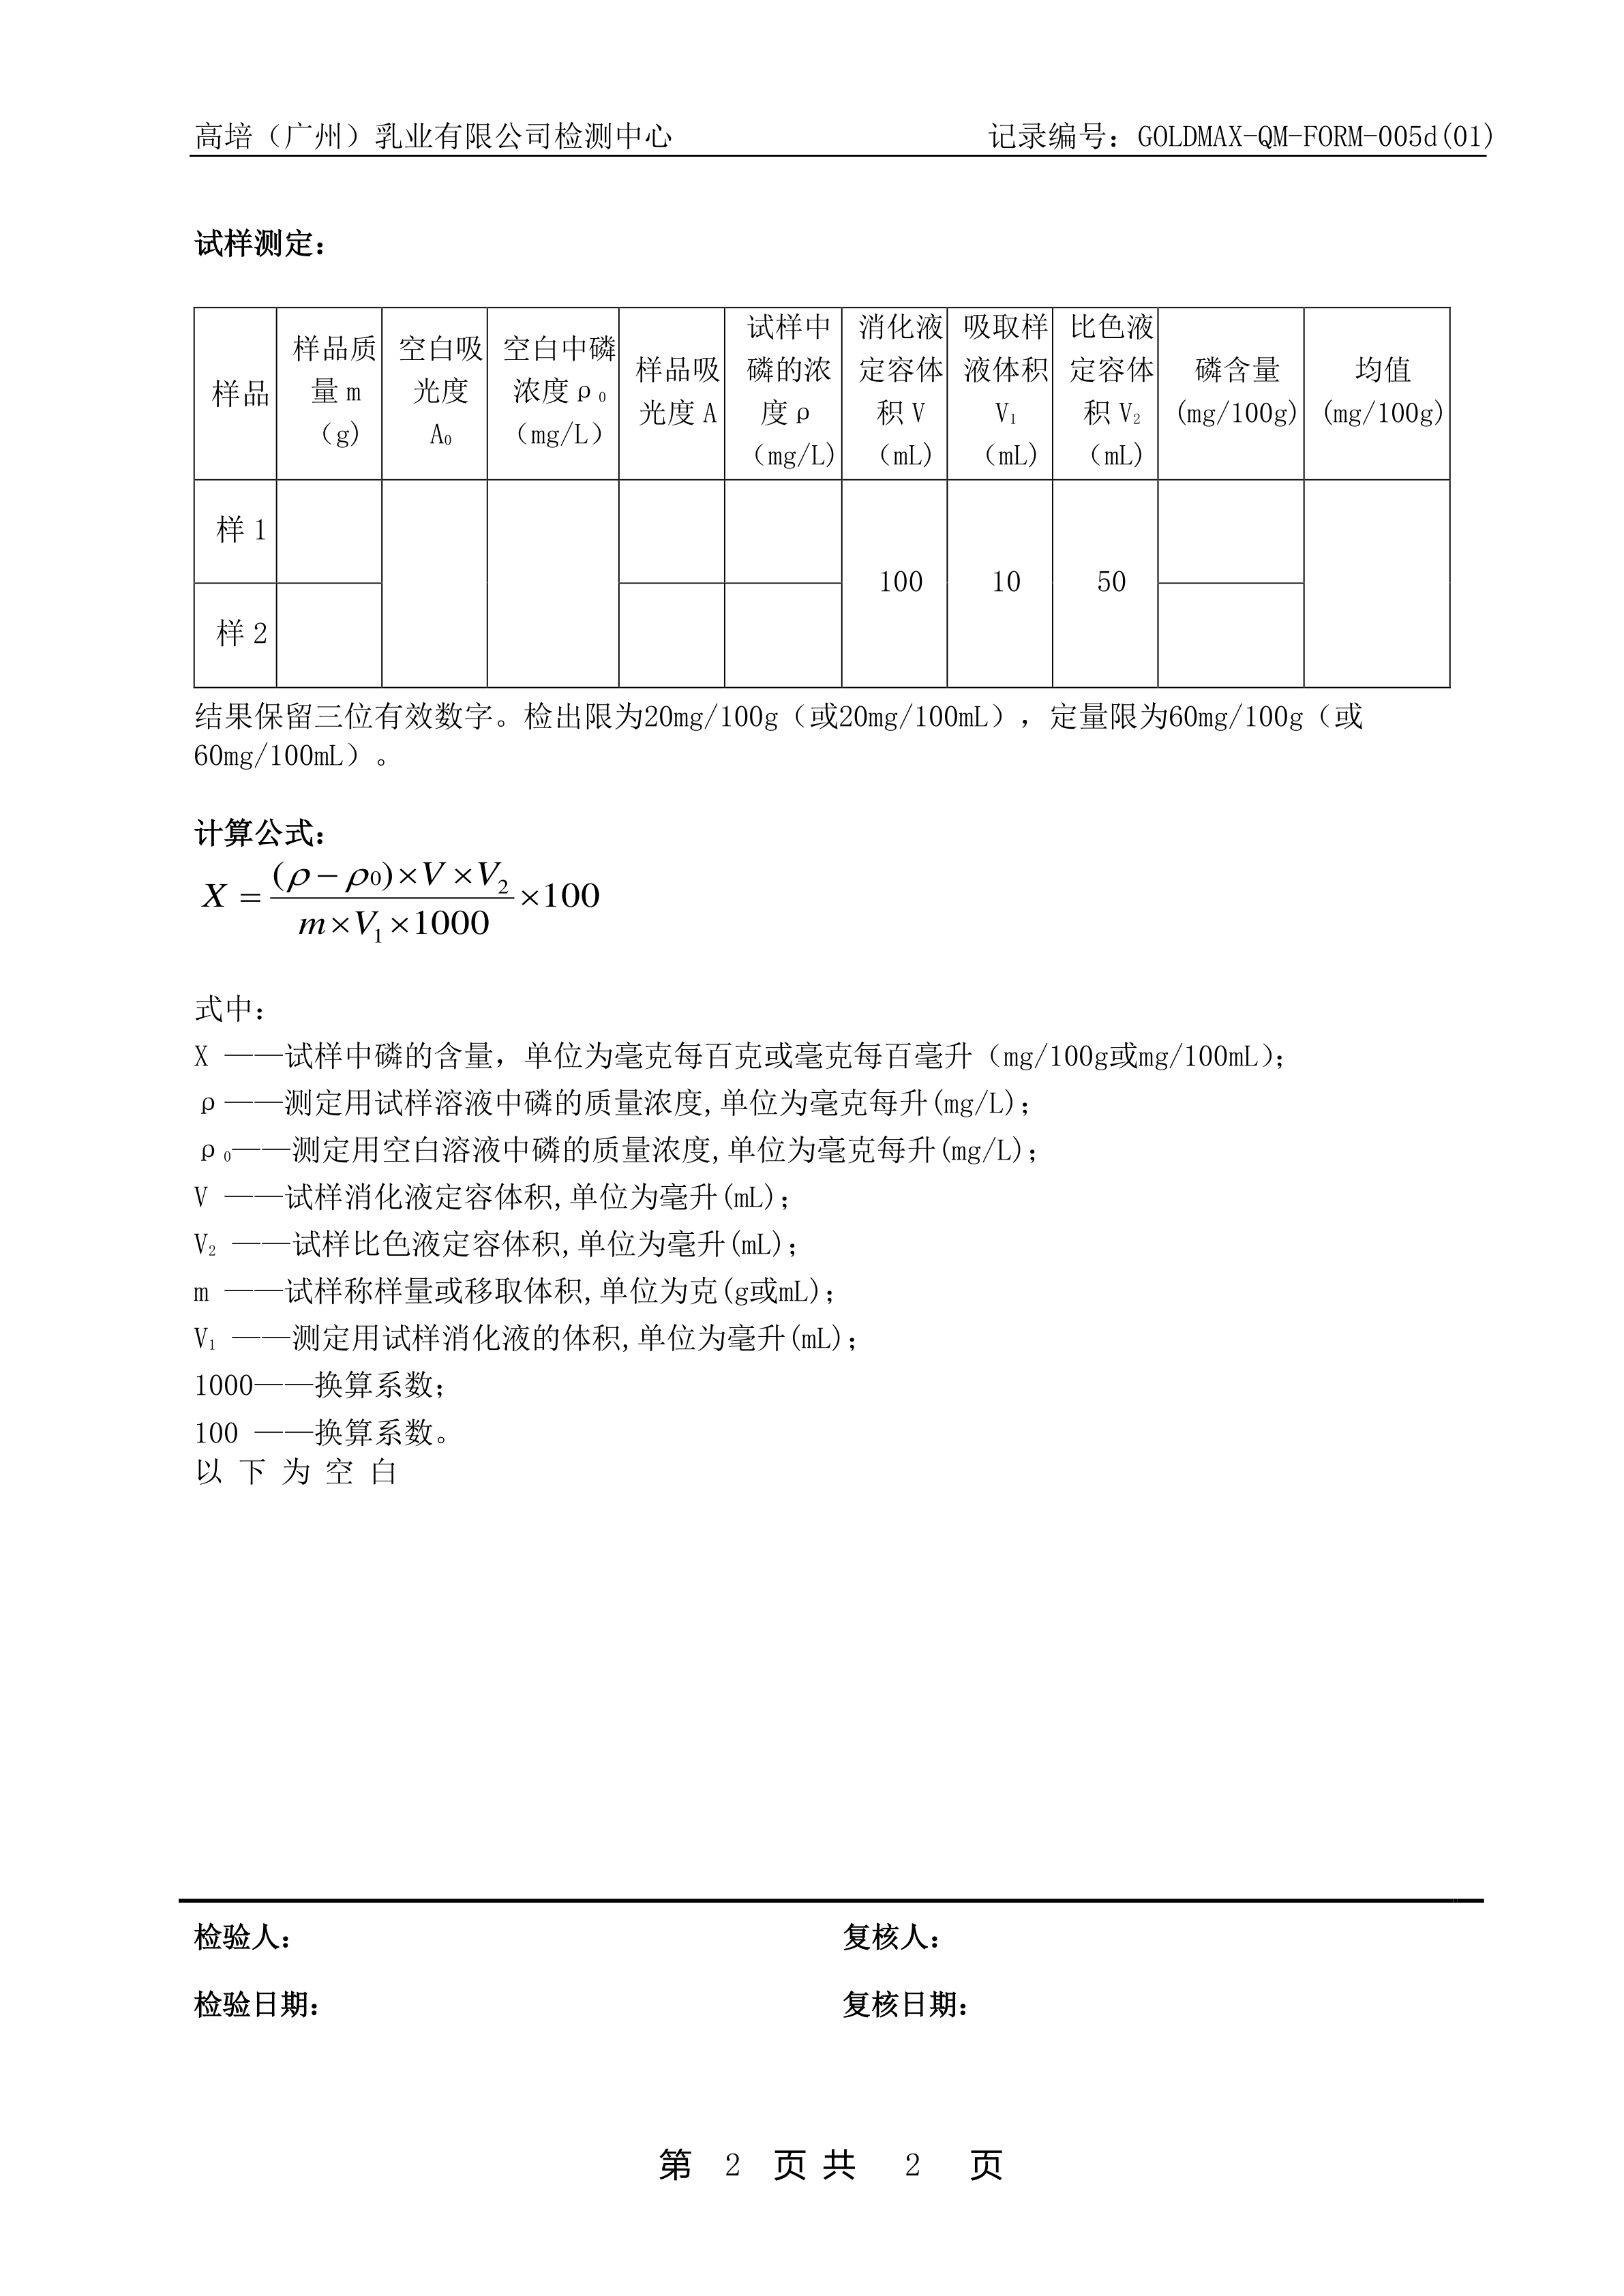 高培（广州）乳业有限公司检测中心 记录编号：GOLDMAX-QM-FORM-005d(01)
试样测定：
样品 样品质量 m（g） 空白吸光度 A₀ 空白中磷浓度 ρ₀（mg/L） 样品吸光度 A 试样中磷的浓度 ρ（mg/L） 消化液定容体积 V（mL） 吸取样液体积 V₁（mL） 比色液定容体积 V₂（mL） 磷含量(mg/100g) 均值(mg/100g)
样 1
100 10 50
样 2
结果保留三位有效数字。检出限为20mg/100g（或20mg/100mL），定量限为60mg/100g（或
60mg/100mL）。
计算公式：
X = (ρ − ρ₀)×V×V₂ / m×V₁×1000 ×100
式中：
X ——试样中磷的含量，单位为毫克每百克或毫克每百毫升（mg/100g或mg/100mL）；
ρ——测定用试样溶液中磷的质量浓度,单位为毫克每升(mg/L)；
ρ₀——测定用空白溶液中磷的质量浓度,单位为毫克每升(mg/L)；
V ——试样消化液定容体积,单位为毫升(mL)；
V₂ ——试样比色液定容体积,单位为毫升(mL)；
m ——试样称样量或移取体积,单位为克(g或mL)；
V₁ ——测定用试样消化液的体积,单位为毫升(mL)；
1000——换算系数；
100 ——换算系数。
以 下 为 空 白
检验人： 复核人：
检验日期： 复核日期：
第 2 页 共 2 页